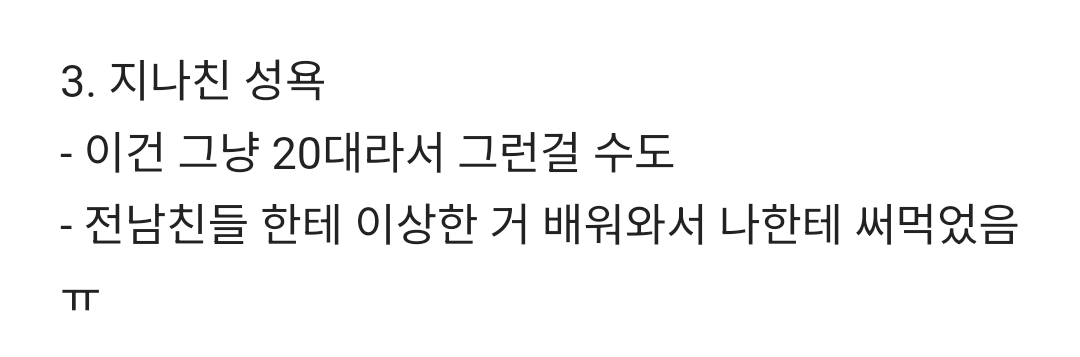 3. 지나친 성욕
- 이건 그냥 20대라서 그런걸 수도
- 전남친들 한테 이상한 거 배워와서 나한테 써먹었음
ㅠ